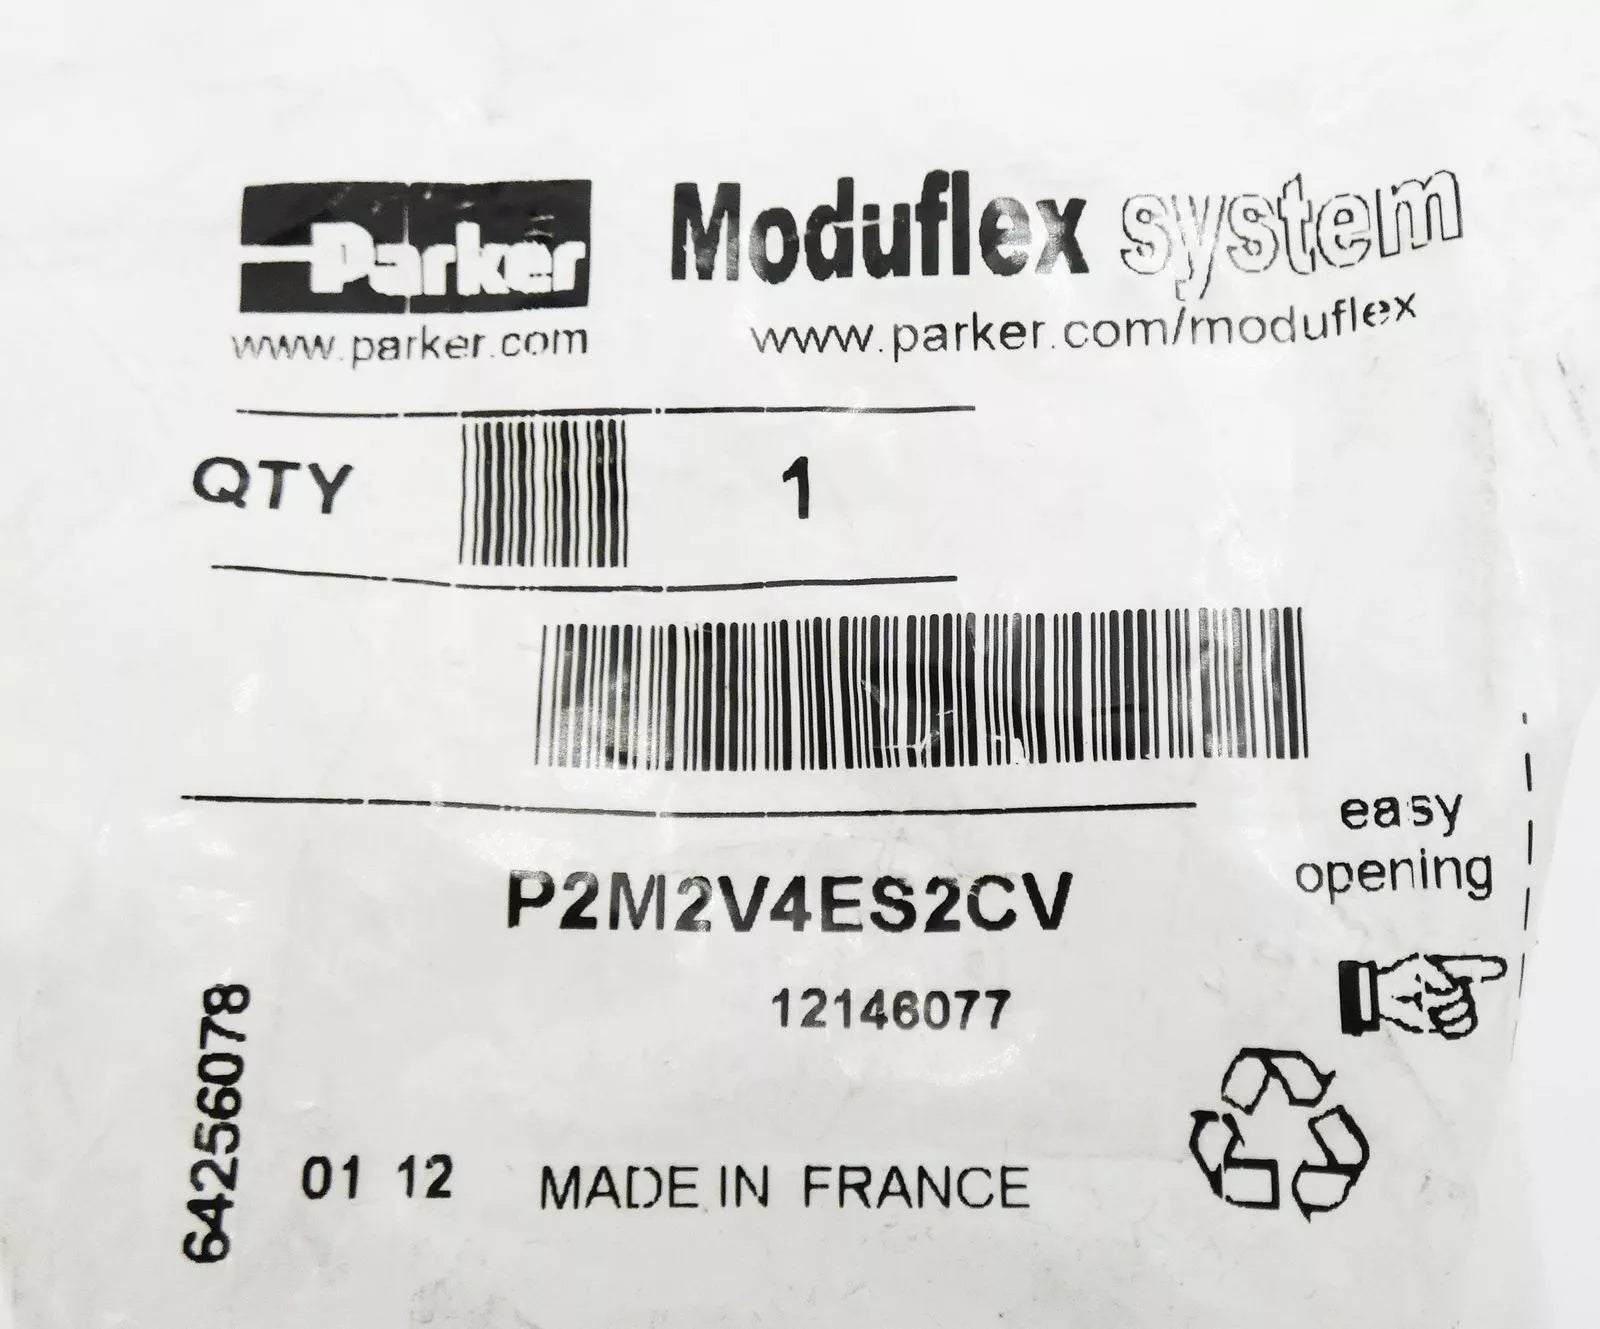 Parker
Moduflex system
www.parker.com
www.parker.com/moduflex
QTY 1
easy
opening
P2M2V4ES2CV
12146077
64256078
01 12 MADE IN FRANCE